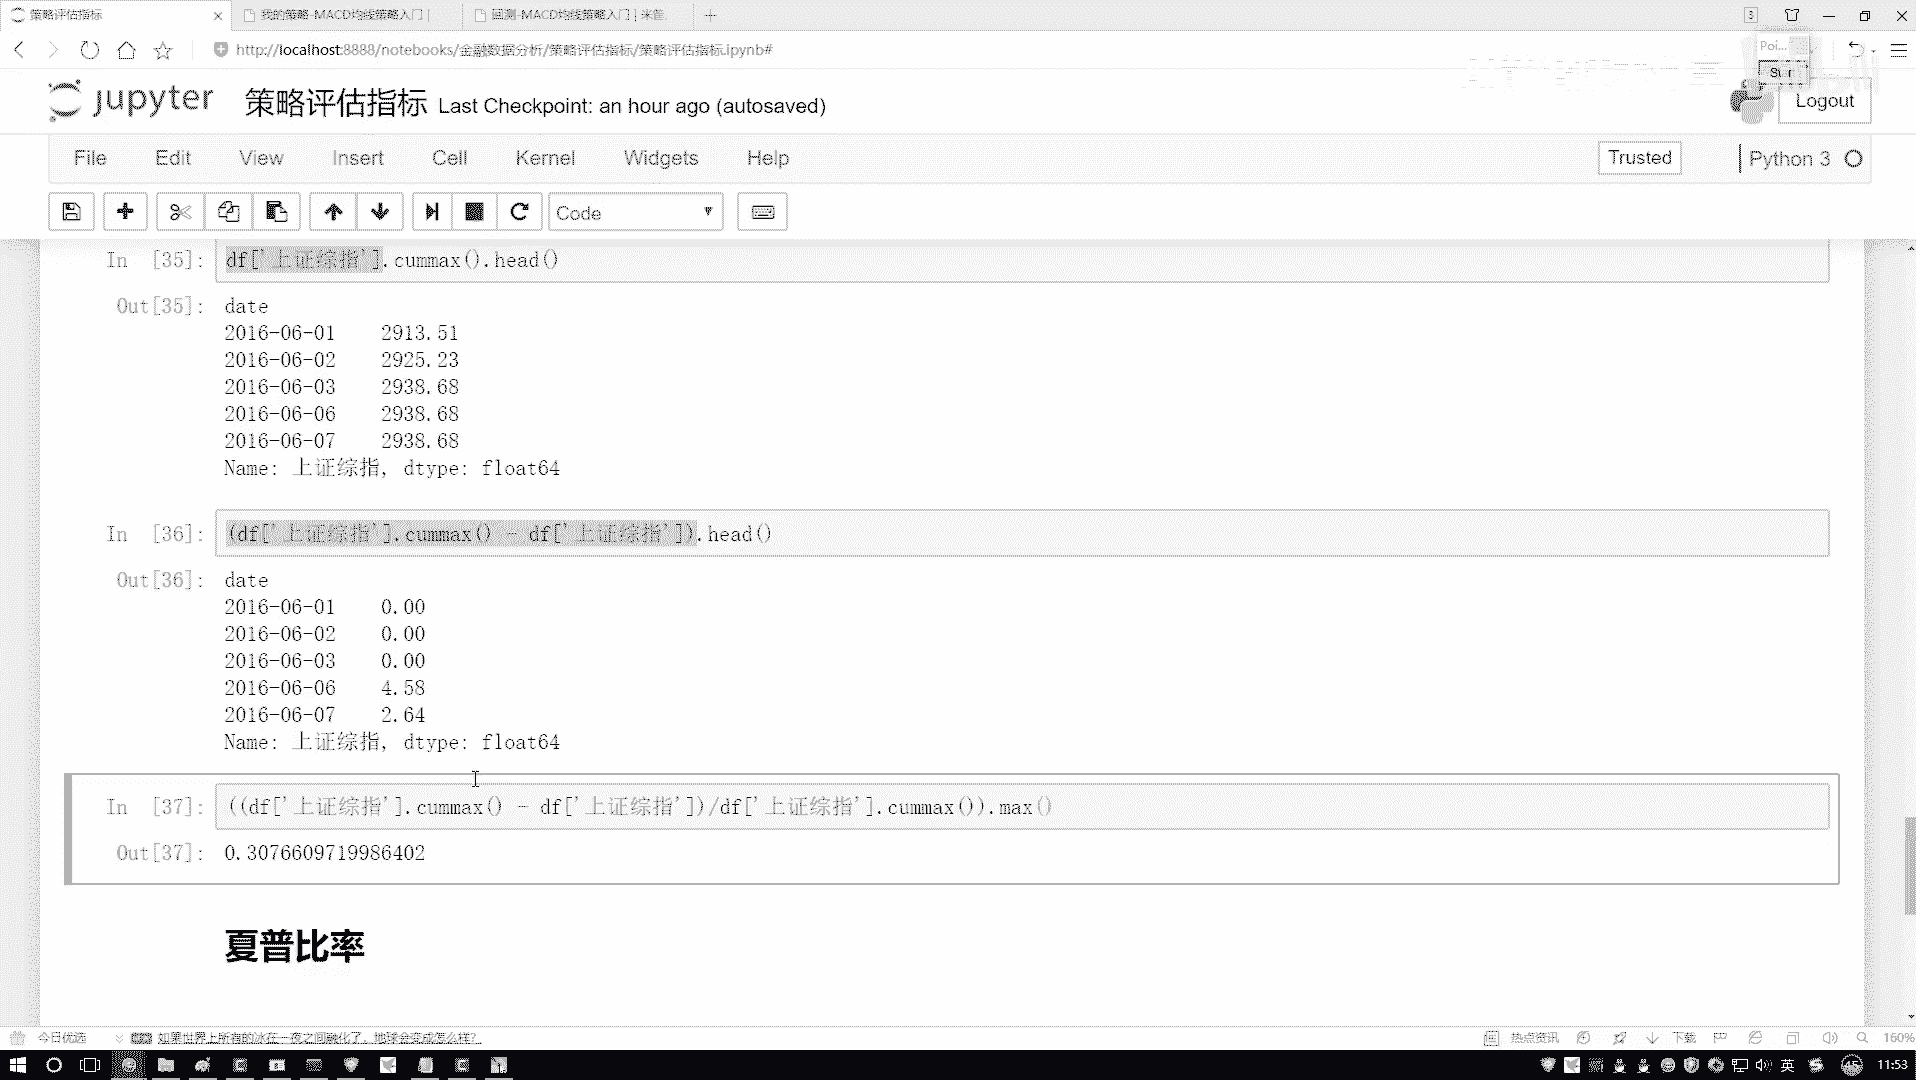 策略评估指标
我的策略-MACD均线策略入门 |
回测-MACD均线策略入门 | 米筐
http://localhost:8888/notebooks/金融数据分析/策略评估指标/策略评估指标.ipynb#
Poi...
jupyter 策略评估指标 Last Checkpoint: an hour ago (autosaved)
Logout
File Edit View Insert Cell Kernel Widgets Help
Trusted Python 3
Code
In [35]: df['上证综指'].cummax().head()
Out[35]: date
2016-06-01 2913.51
2016-06-02 2925.23
2016-06-03 2938.68
2016-06-06 2938.68
2016-06-07 2938.68
Name: 上证综指, dtype: float64
In [36]: (df['上证综指'].cummax() - df['上证综指']).head()
Out[36]: date
2016-06-01 0.00
2016-06-02 0.00
2016-06-03 0.00
2016-06-06 4.58
2016-06-07 2.64
Name: 上证综指, dtype: float64
In [37]: ((df['上证综指'].cummax() - df['上证综指'])/df['上证综指'].cummax()).max()
Out[37]: 0.3076609719986402
夏普比率
今日优选 如果世界上所有的冰在一夜之间融化了，地球会变成怎么样？ 热点资讯 下载 160%
英 45 11:53